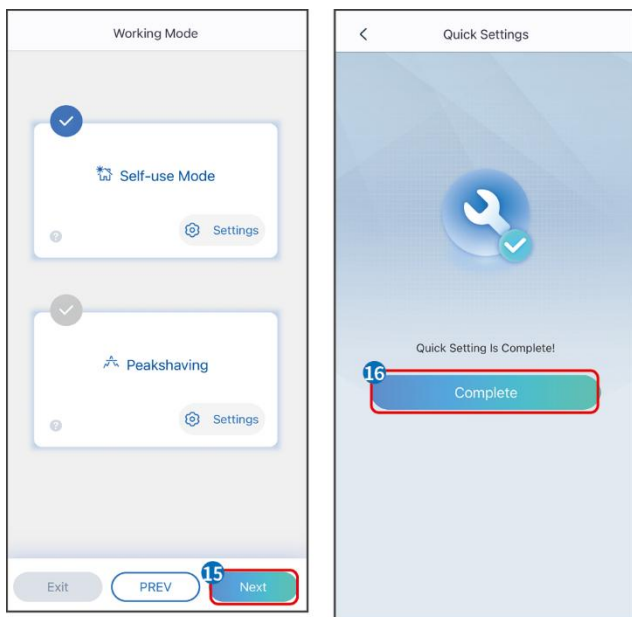 Working Mode
Self-use Mode
Settings
Peakshaving
Settings
Exit
PREV
15
Next
Quick Settings
Quick Setting Is Complete!
16
Complete